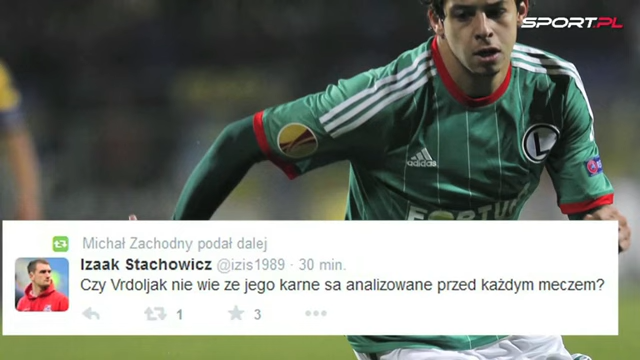 SPORT.PL
adidas
L
FORTUNA
Michał Zachodny podał dalej
Izaak Stachowicz @izis1989 · 30 min.
Czy Vrdoljak nie wie ze jego karne sa analizowane przed każdym meczem?
1 3